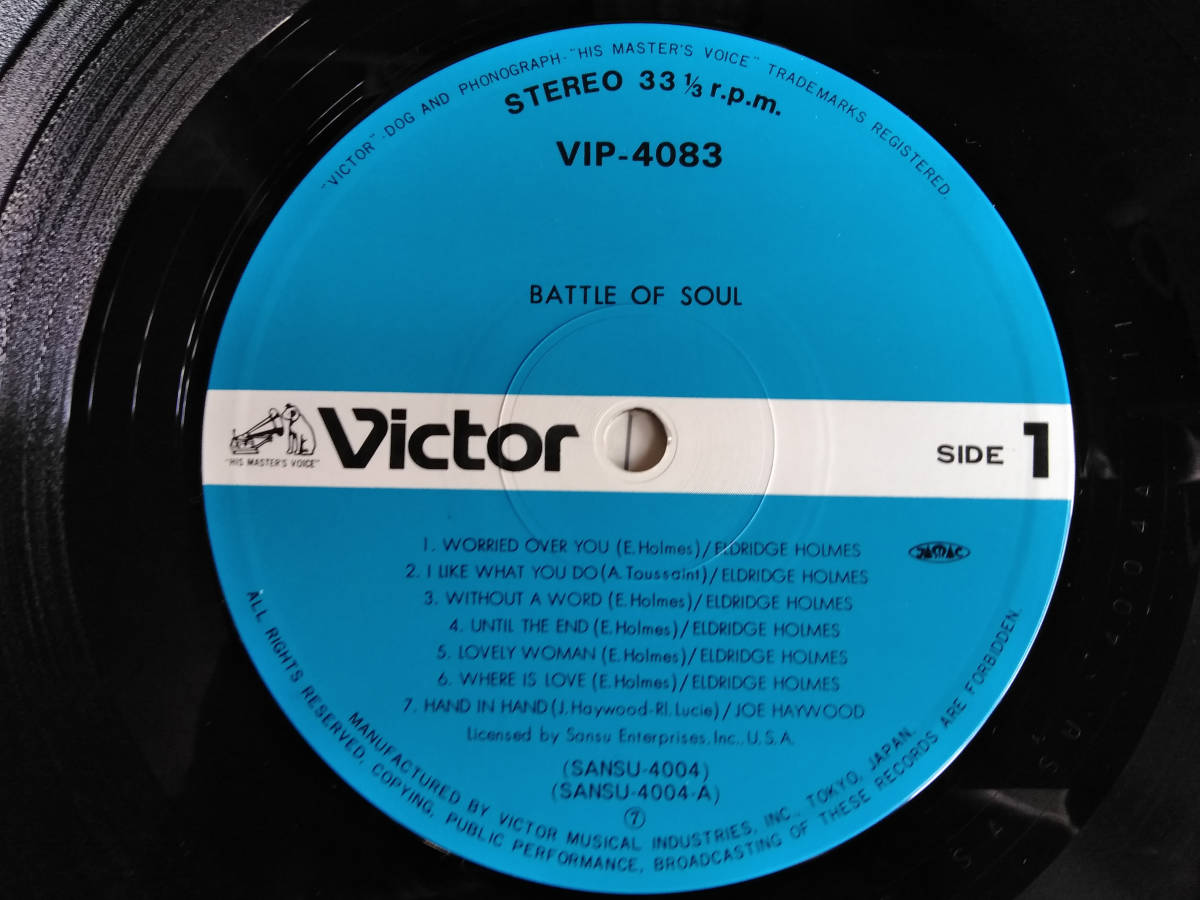 "VICTOR"-DOG AND PHONOGRAPH-"HIS MASTER'S VOICE" TRADEMARKS REGISTERED.
STEREO 33 ⅓ r.p.m.
VIP-4083
BATTLE OF SOUL
"HIS MASTER'S VOICE"
Victor
SIDE 1
1. WORRIED OVER YOU (E. Holmes)/ELDRIDGE HOLMES
JASRAC
2. I LIKE WHAT YOU DO (A. Toussaint)/ELDRIDGE HOLMES
3. WITHOUT A WORD (E. Holmes)/ELDRIDGE HOLMES
4. UNTIL THE END (E. Holmes)/ELDRIDGE HOLMES
5. LOVELY WOMAN (E. Holmes)/ELDRIDGE HOLMES
6. WHERE IS LOVE (E. Holmes)/ELDRIDGE HOLMES
7. HAND IN HAND (J. Haywood-Rl. Lucie)/JOE HAYWOOD
Licensed by Sansu Enterprises, Inc., U.S.A.
(SANSU-4004)
(SANSU-4004-A)
⑦
MANUFACTURED BY VICTOR MUSICAL INDUSTRIES, INC., TOKYO, JAPAN.
ALL RIGHTS RESERVED. COPYING, PUBLIC PERFORMANCE, BROADCASTING OF THESE RECORDS ARE FORBIDDEN.